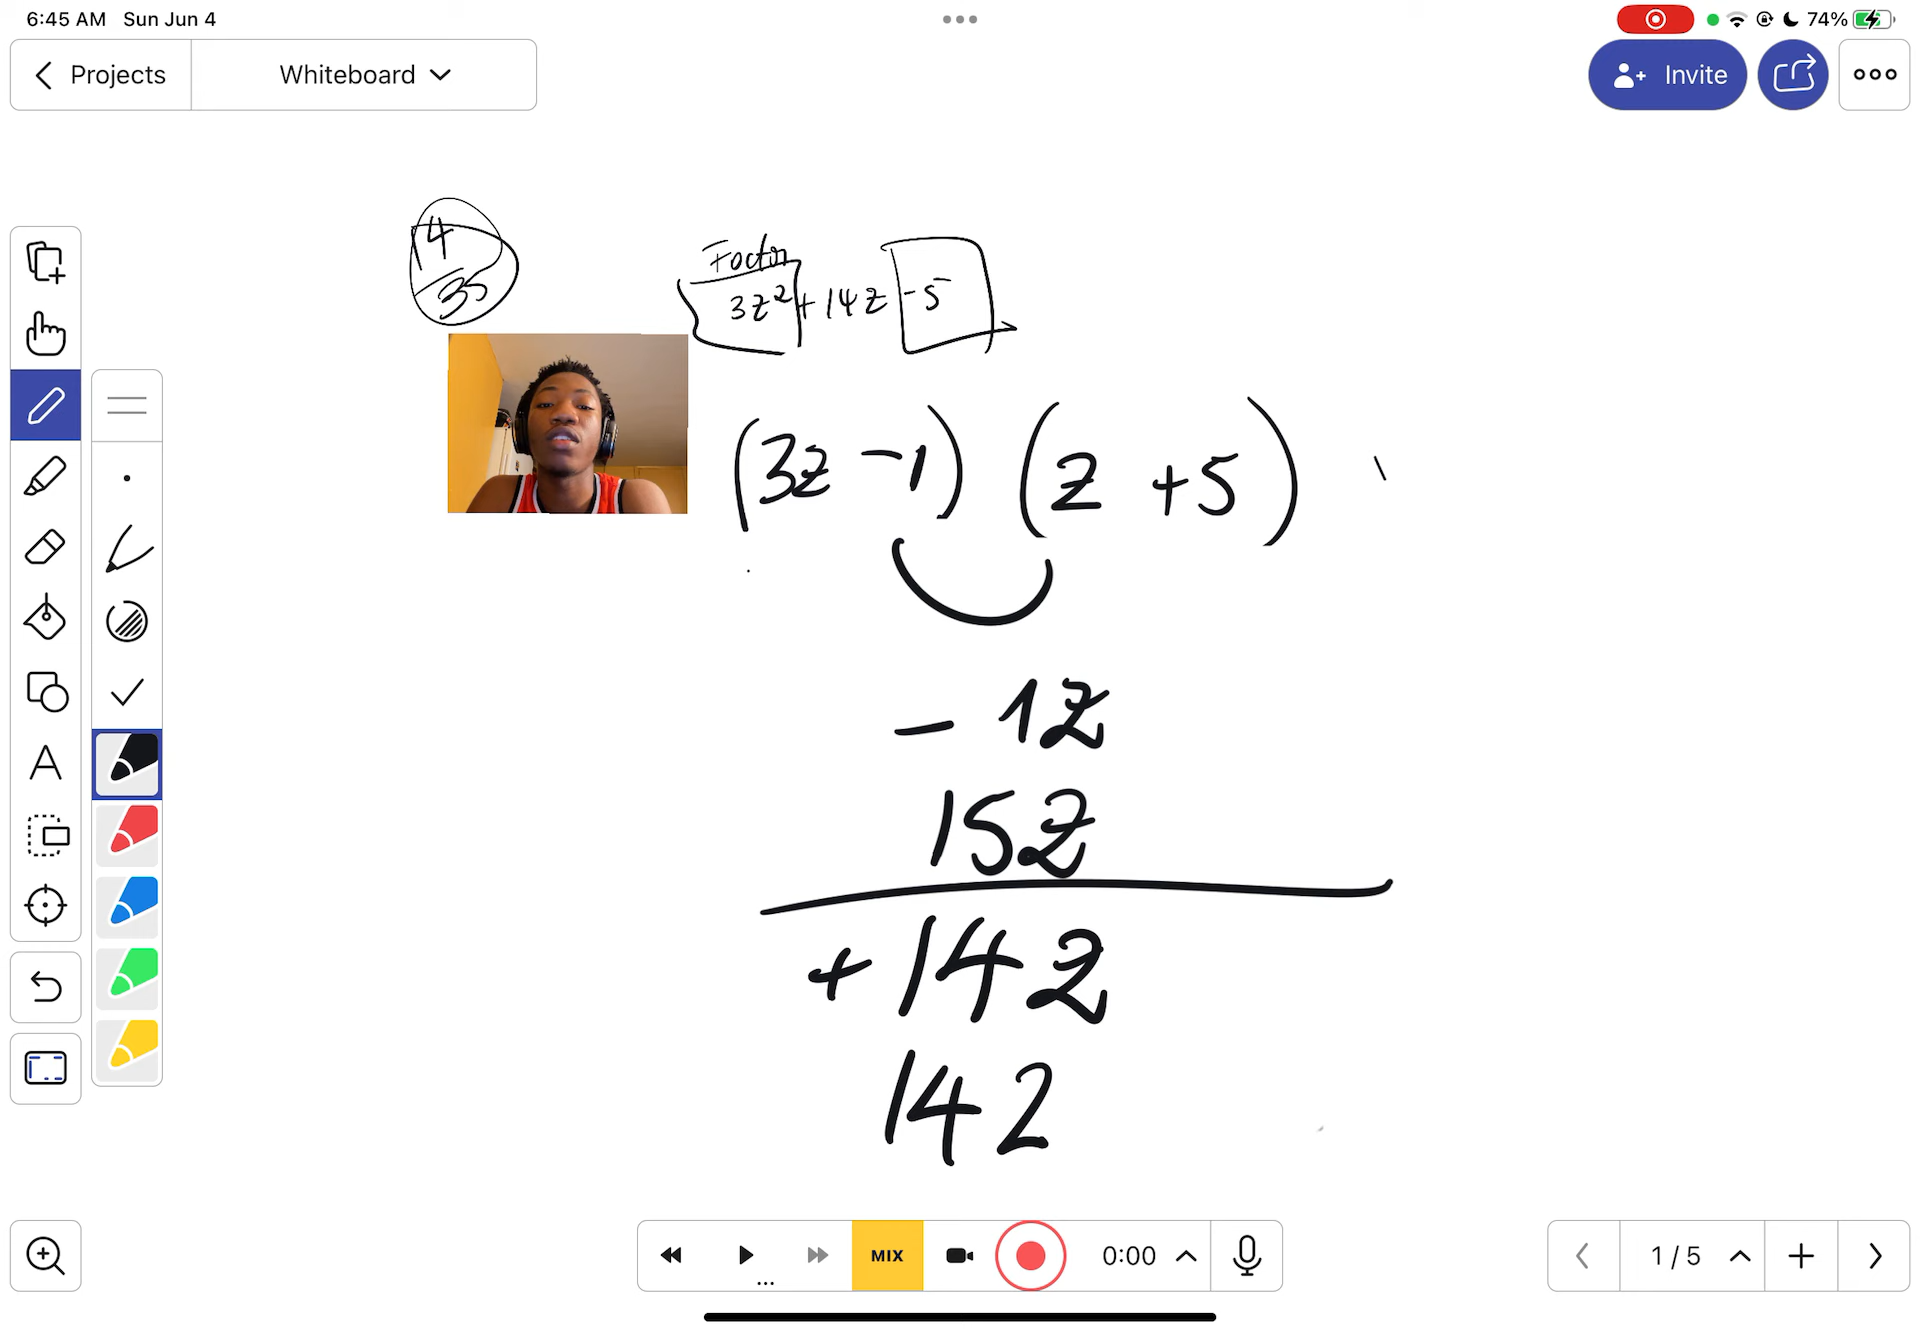 6:45 AM Sun Jun 4
74%
Projects
Whiteboard
Invite
14
35
Factor
3z² + 14z - 5
(3z - 1) (z + 5)
- 1z
15z
+ 14z
14z
A
MIX
0:00
1 / 5